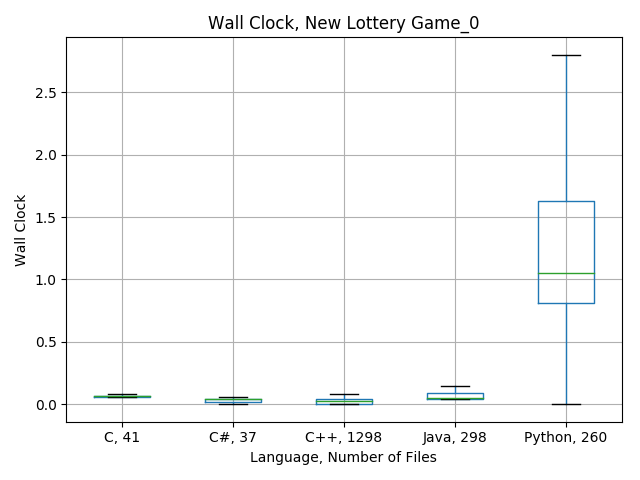 Wall Clock, New Lottery Game_0
2.5
2.0
1.5
1.0
0.5
0.0
Wall Clock
C, 41
C#, 37
C++, 1298
Java, 298
Python, 260
Language, Number of Files